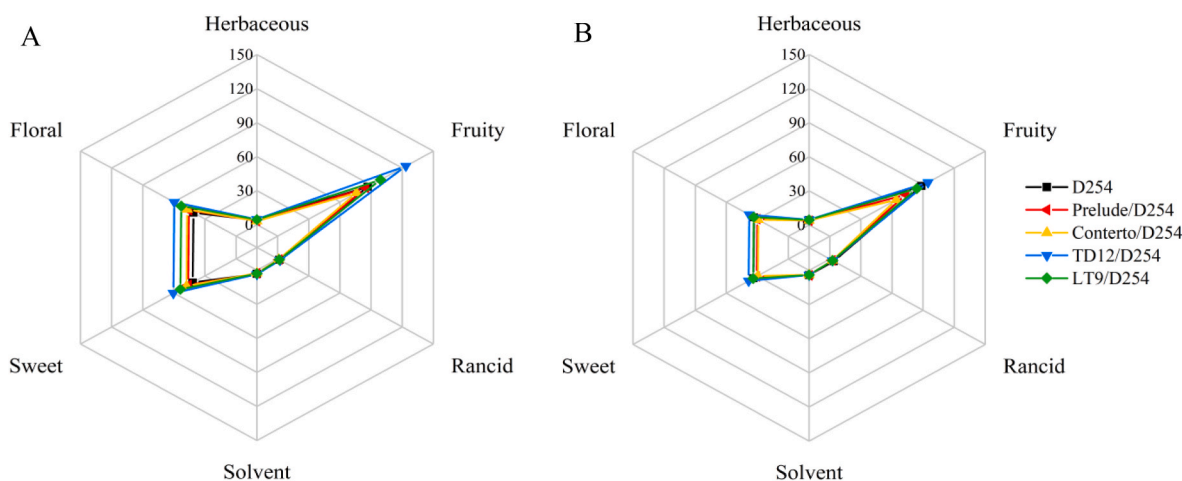 A
Herbaceous
150
120
90
60
30
0
Floral
Fruity
Sweet
Rancid
Solvent
B
Herbaceous
150
120
90
60
30
0
Floral
Fruity
Sweet
Rancid
Solvent
D254
Prelude/D254
Conterto/D254
TD12/D254
LT9/D254